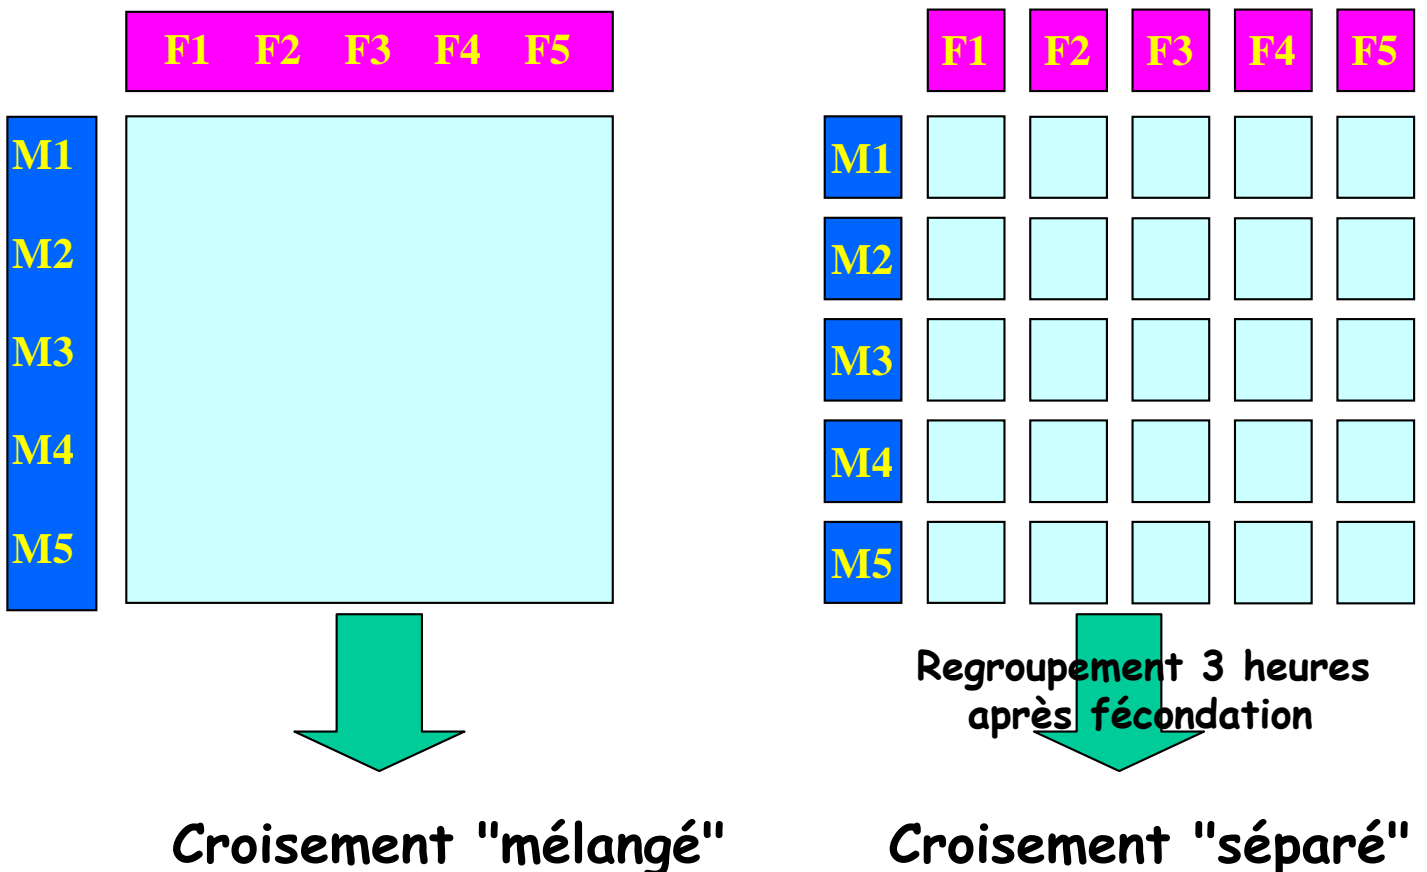 F1 F2 F3 F4 F5
M1
M2
M3
M4
M5
Croisement "mélangé"
F1 F2 F3 F4 F5
M1
M2
M3
M4
M5
Regroupement 3 heures
après fécondation
Croisement "séparé"